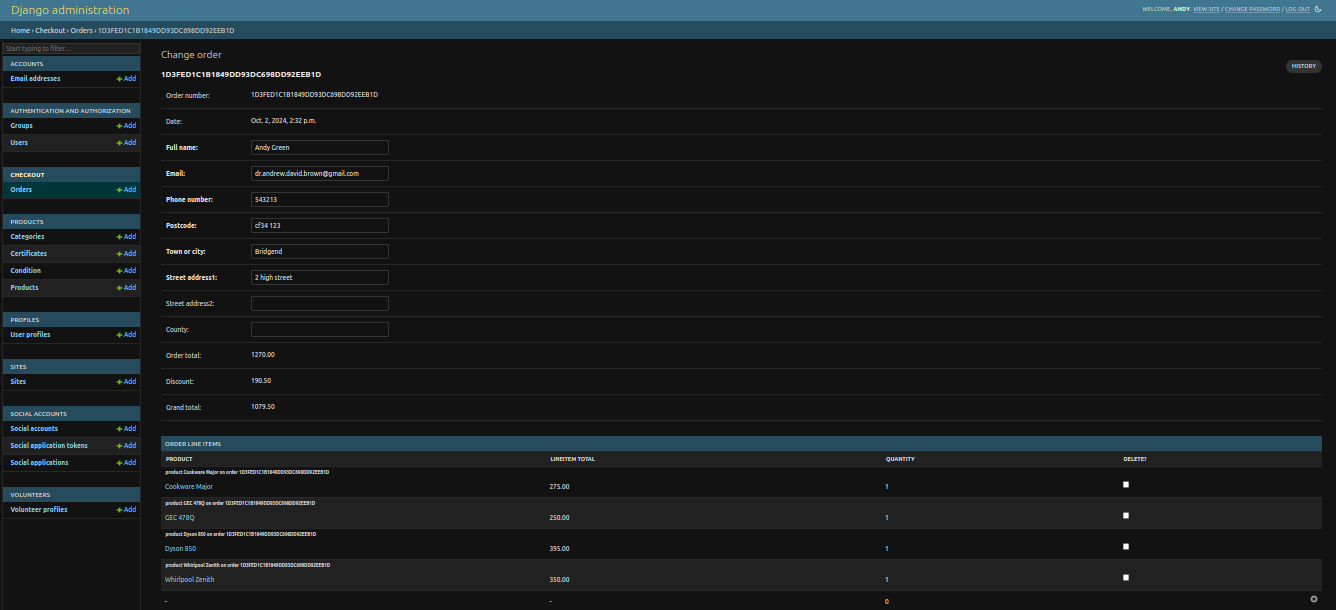 Django administration
WELCOME, ANDY. VIEW SITE / CHANGE PASSWORD / LOG OUT
Home › Checkout › Orders › 1D3FED1C1B1849DD93DC698DD92EEB1D
Start typing to filter...
ACCOUNTS
Email addresses + Add
AUTHENTICATION AND AUTHORIZATION
Groups + Add
Users + Add
CHECKOUT
Orders + Add
PRODUCTS
Categories + Add
Certificates + Add
Condition + Add
Products + Add
PROFILES
User profiles + Add
SITES
Sites + Add
SOCIAL ACCOUNTS
Social accounts + Add
Social application tokens + Add
Social applications + Add
VOLUNTEERS
Volunteer profiles + Add
Change order
1D3FED1C1B1849DD93DC698DD92EEB1D
HISTORY
Order number: 1D3FED1C1B1849DD93DC698DD92EEB1D
Date: Oct. 2, 2024, 2:32 p.m.
Full name: Andy Green
Email: dr.andrew.david.brown@gmail.com
Phone number: 543213
Postcode: cf34 123
Town or city: Bridgend
Street address1: 2 high street
Street address2:
County:
Order total: 1270.00
Discount: 190.50
Grand total: 1079.50
ORDER LINE ITEMS
PRODUCT LINEITEM TOTAL QUANTITY DELETE?
product Cookware Major on order 1D3FED1C1B1849DD93DC698DD92EEB1D
Cookware Major 275.00 1
product GEC 478Q on order 1D3FED1C1B1849DD93DC698DD92EEB1D
GEC 478Q 250.00 1
product Dyson 850 on order 1D3FED1C1B1849DD93DC698DD92EEB1D
Dyson 850 395.00 1
product Whirlpool Zenith on order 1D3FED1C1B1849DD93DC698DD92EEB1D
Whirlpool Zenith 350.00 1
- - 0